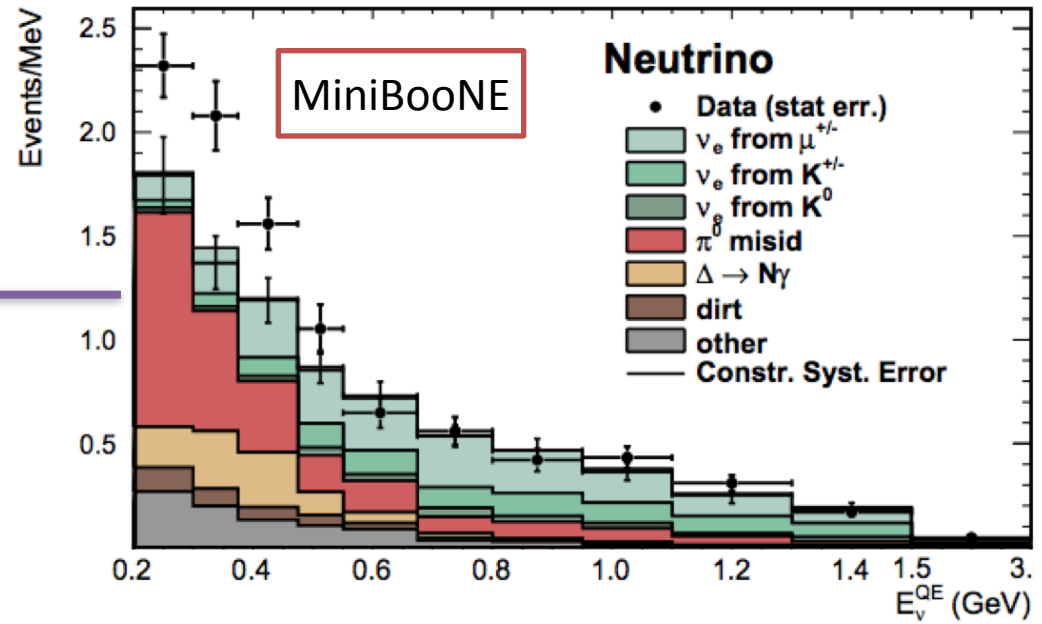 Events/MeV
2.5
2.0
1.5
1.0
0.5
MiniBooNE
Neutrino
Data (stat err.)
νe from μ+/-
νe from K+/-
νe from K0
π0 misid
Δ → Nγ
dirt
other
Constr. Syst. Error
0.2 0.4 0.6 0.8 1.0 1.2 1.4 1.5 3.
EνQE (GeV)